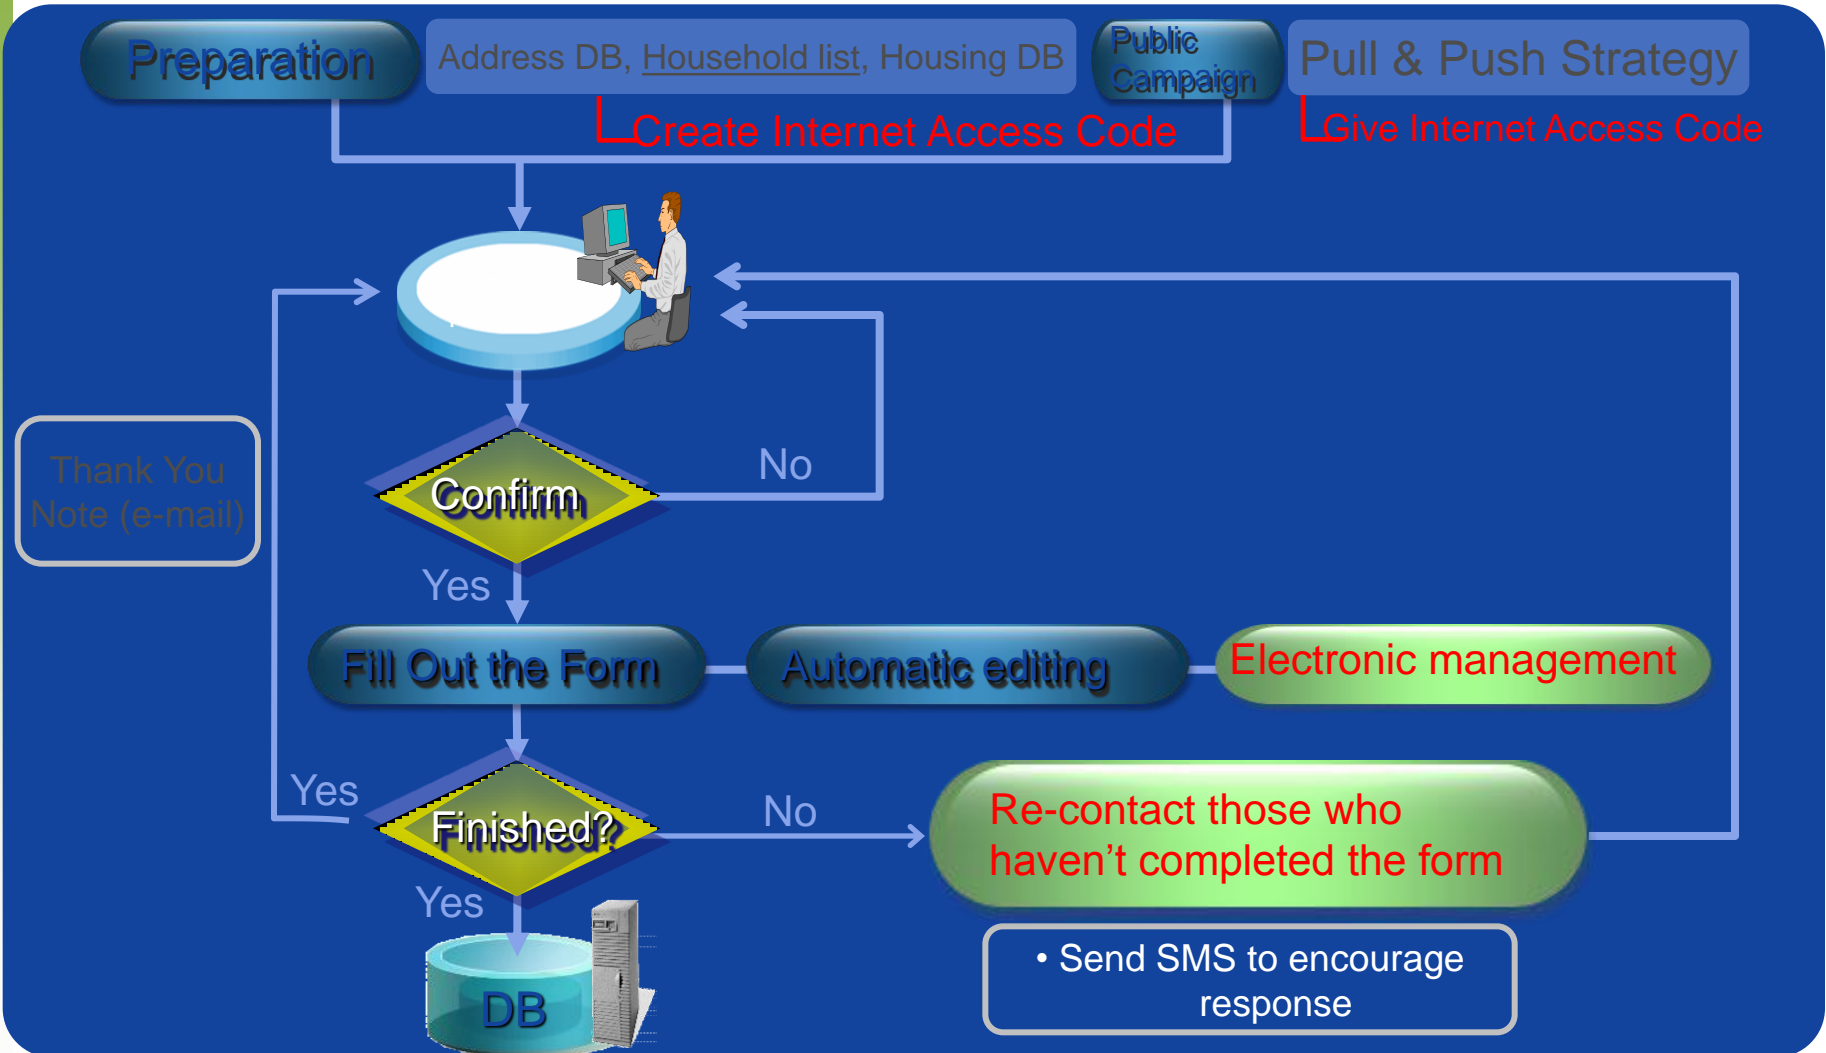 Preparation
Address DB, Household list, Housing DB
Public
Campaign
Pull & Push Strategy
Create Internet Access Code
Give Internet Access Code
Confirm
No
Thank You
Note (e-mail)
Yes
Fill Out the Form
Automatic editing
Electronic management
Yes
Finished?
No
Re-contact those who
haven’t completed the form
Yes
DB
• Send SMS to encourage
response